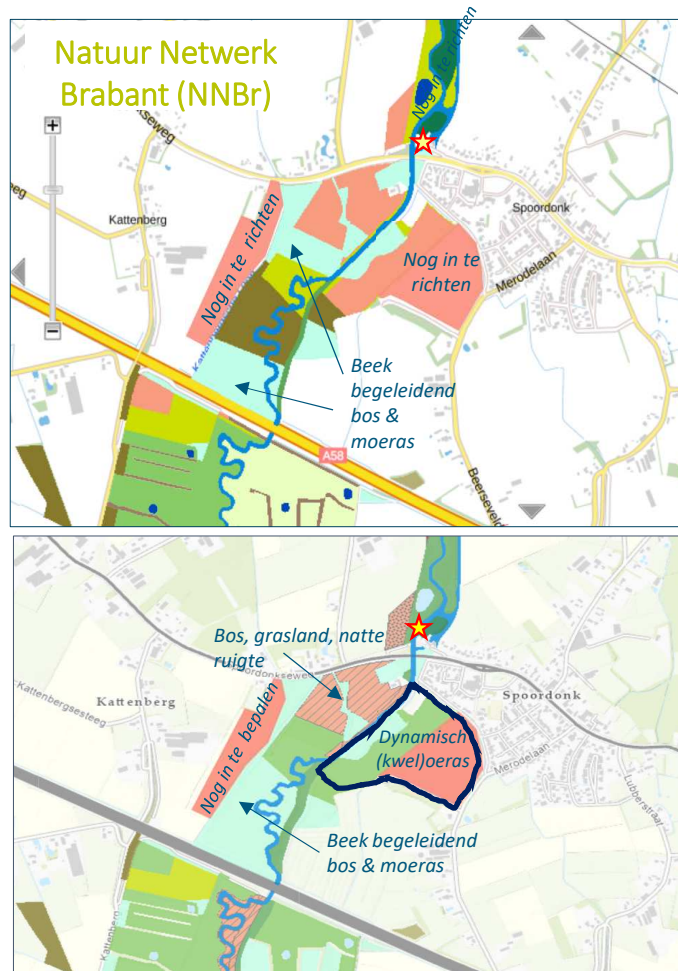 Natuur Netwerk
Brabant (NNBr)
Nog in te richten
Kattenberg
Spoordonk
Merodelaan
Nog in te richten
Nog in te
richten
Beek
begeleidend
bos &
moeras
A58
Bos, grasland, natte
ruigte
Kattenbergsesteeg
Kattenberg
Spoordonk
Nog in te bepalen
Dynamisch
(kwel)oeras
Merodelaan
Lubberstraat
Beek begeleidend
bos & moeras
Kattenberg